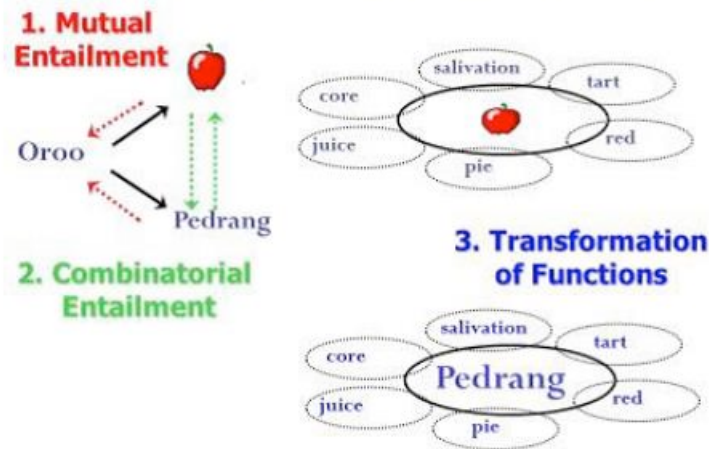 1. Mutual
Entailment
Oroo
Pedrang
2. Combinatorial
Entailment
salivation
tart
core
juice
red
pie
3. Transformation
of Functions
salivation
tart
core
Pedrang
juice
red
pie